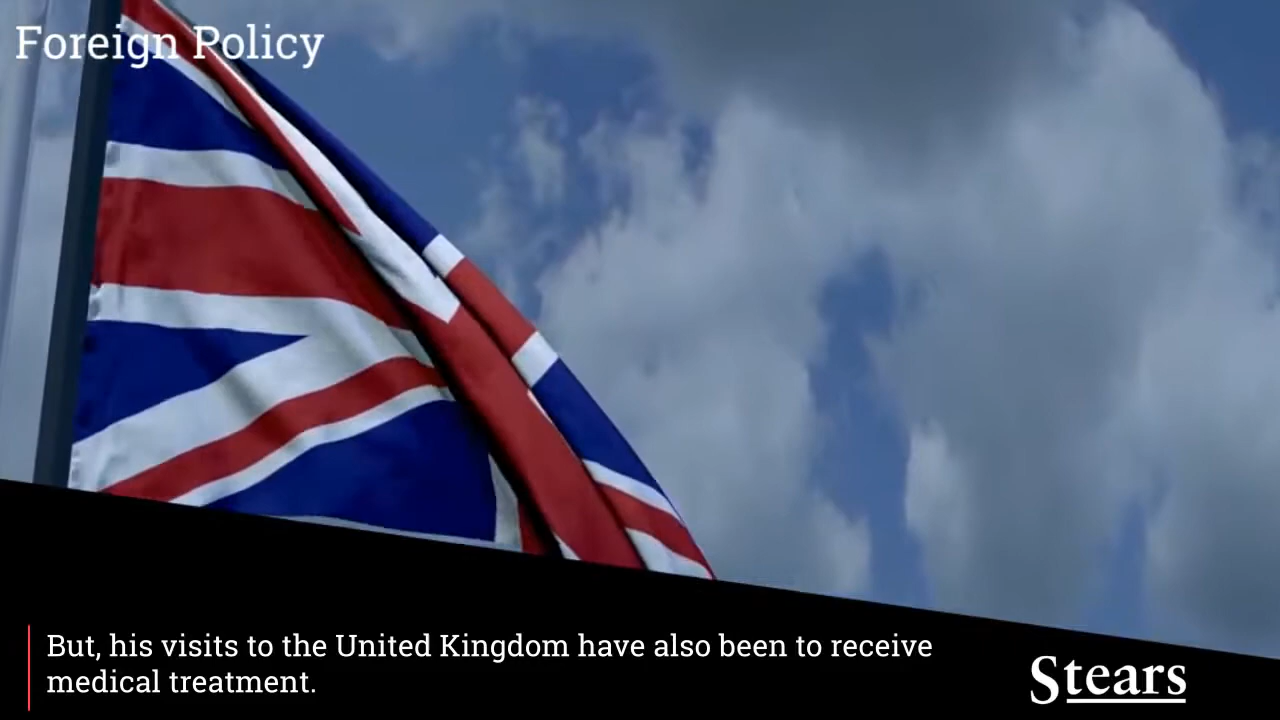 Foreign Policy
But, his visits to the United Kingdom have also been to receive
medical treatment.
Stears